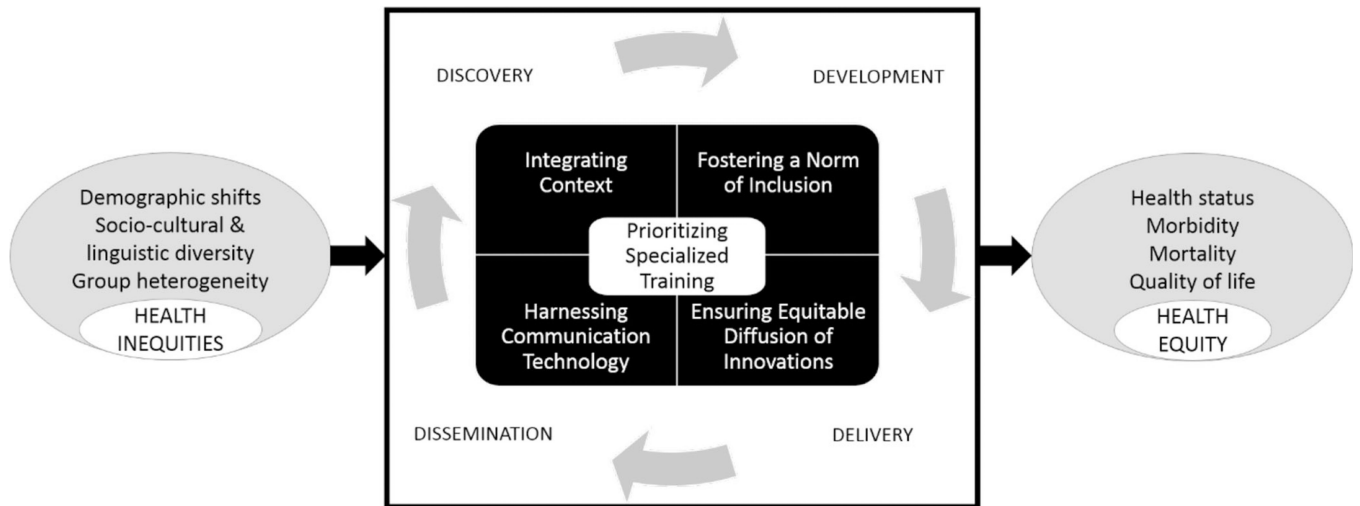 Demographic shifts
Socio-cultural &
linguistic diversity
Group heterogeneity
HEALTH
INEQUITIES
DISCOVERY
DEVELOPMENT
Integrating
Context
Fostering a Norm
of Inclusion
Prioritizing
Specialized
Training
Harnessing
Communication
Technology
Ensuring Equitable
Diffusion of
Innovations
DISSEMINATION
DELIVERY
Health status
Morbidity
Mortality
Quality of life
HEALTH
EQUITY